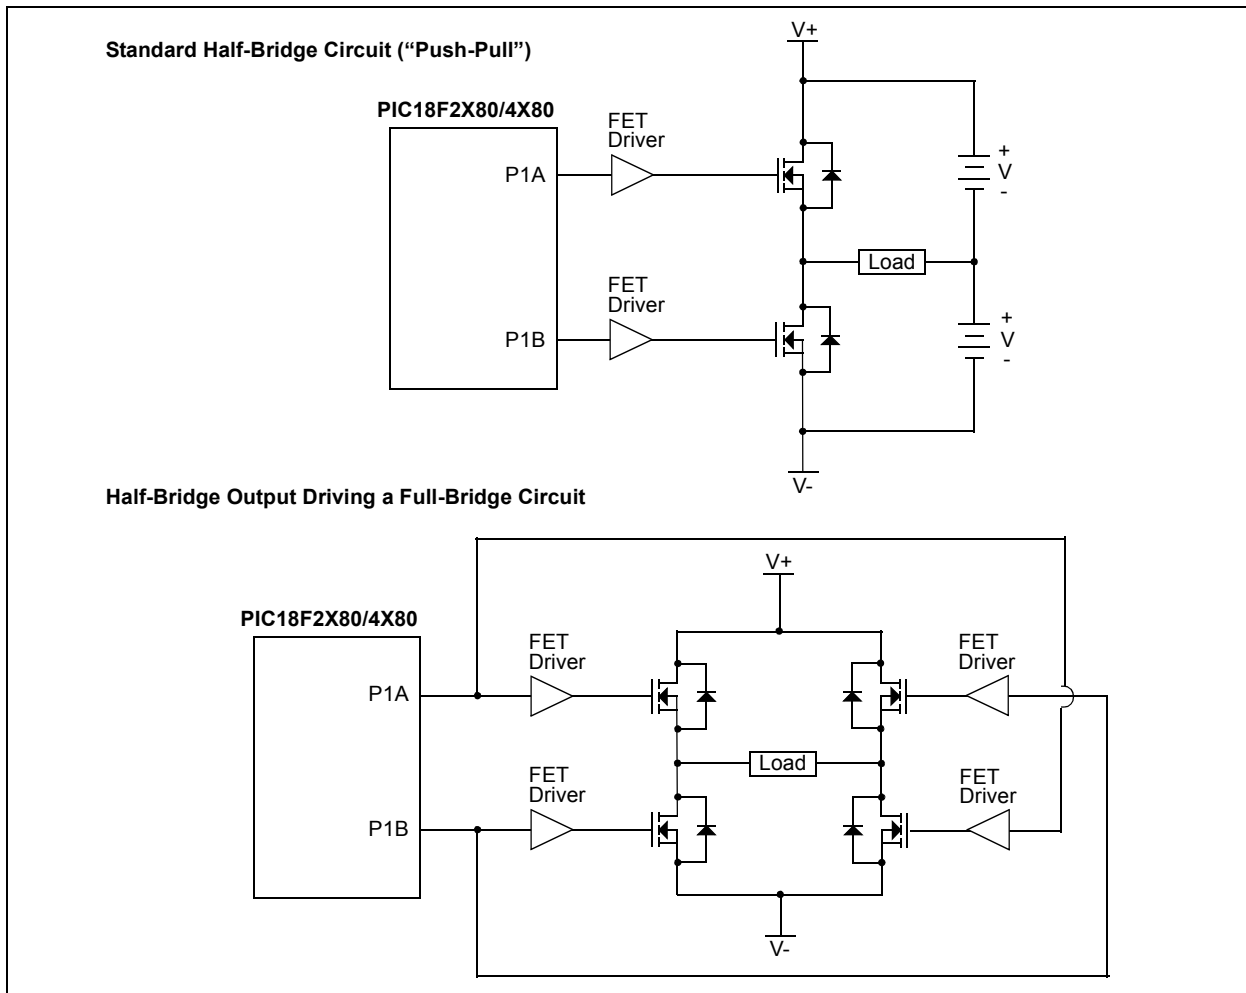 Standard Half-Bridge Circuit (“Push-Pull”)
V+
PIC18F2X80/4X80
FET
Driver
P1A
+
V
-
Load
FET
Driver
P1B
+
V
-
V-
Half-Bridge Output Driving a Full-Bridge Circuit
V+
PIC18F2X80/4X80
FET
Driver
FET
Driver
P1A
Load
FET
Driver
FET
Driver
P1B
V-